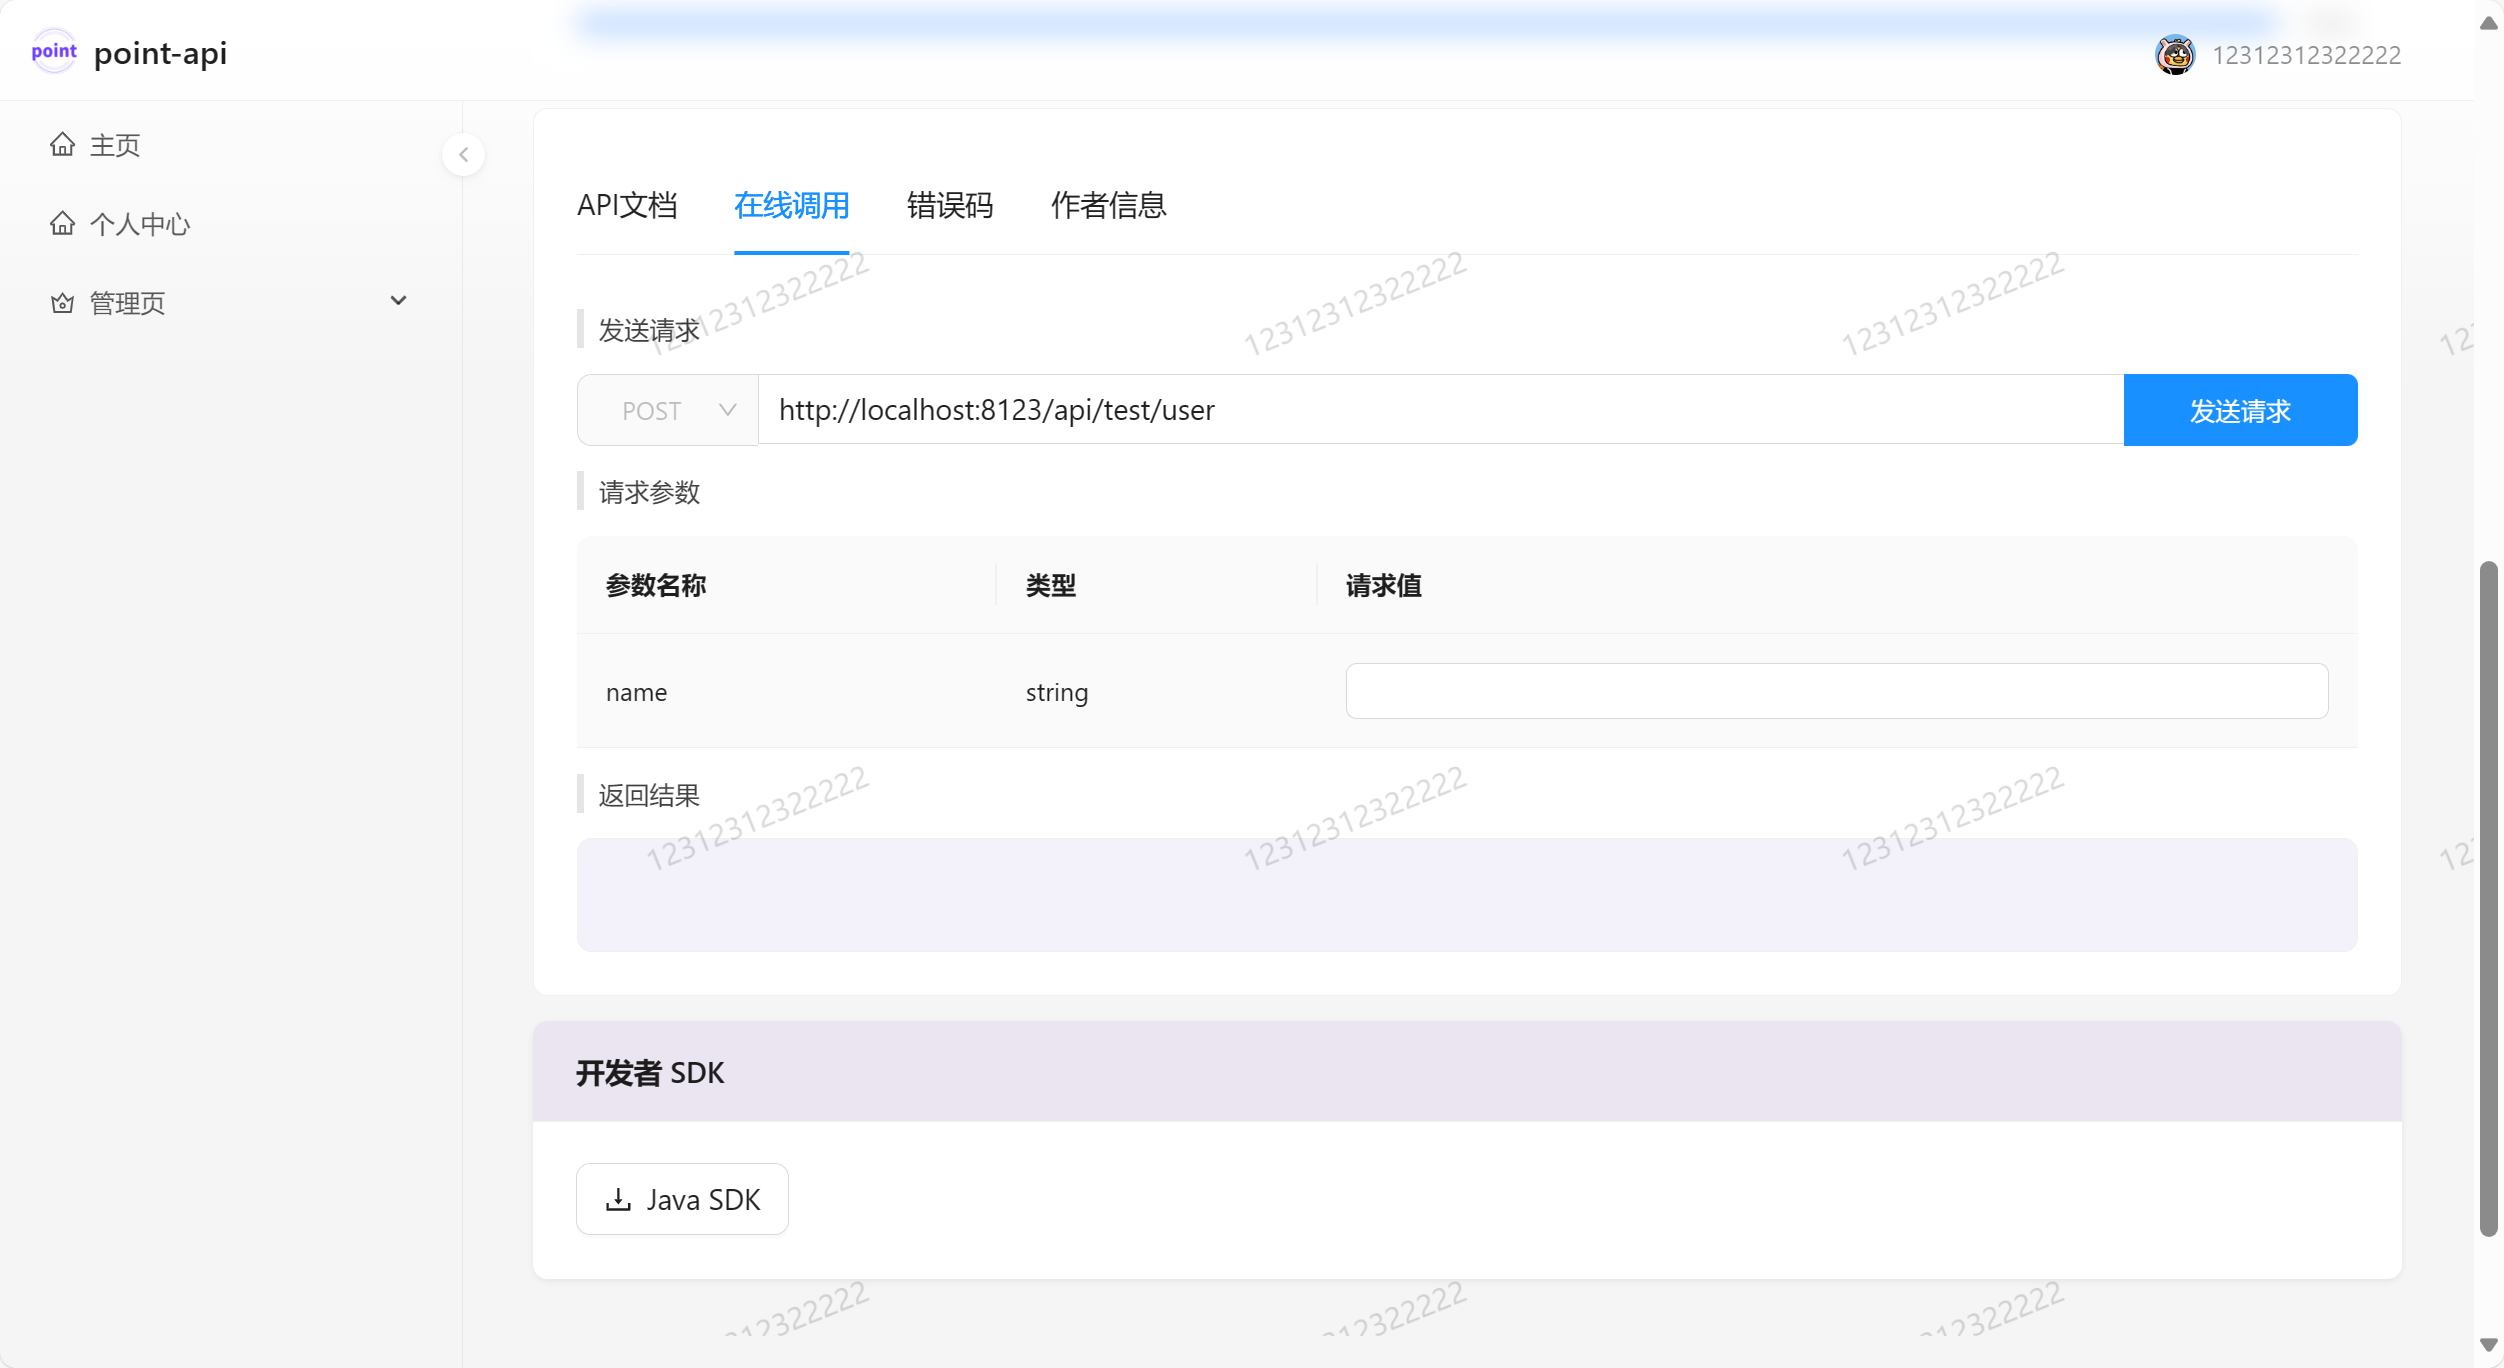 point point-api
12312312322222
主页
个人中心
管理页
API文档 在线调用 错误码 作者信息
12312312322222 12312312322222 12312312322222
发送请求
POST http://localhost:8123/api/test/user 发送请求
请求参数
参数名称 类型 请求值
name string
返回结果
12312312322222 12312312322222 12312312322222
开发者 SDK
Java SDK